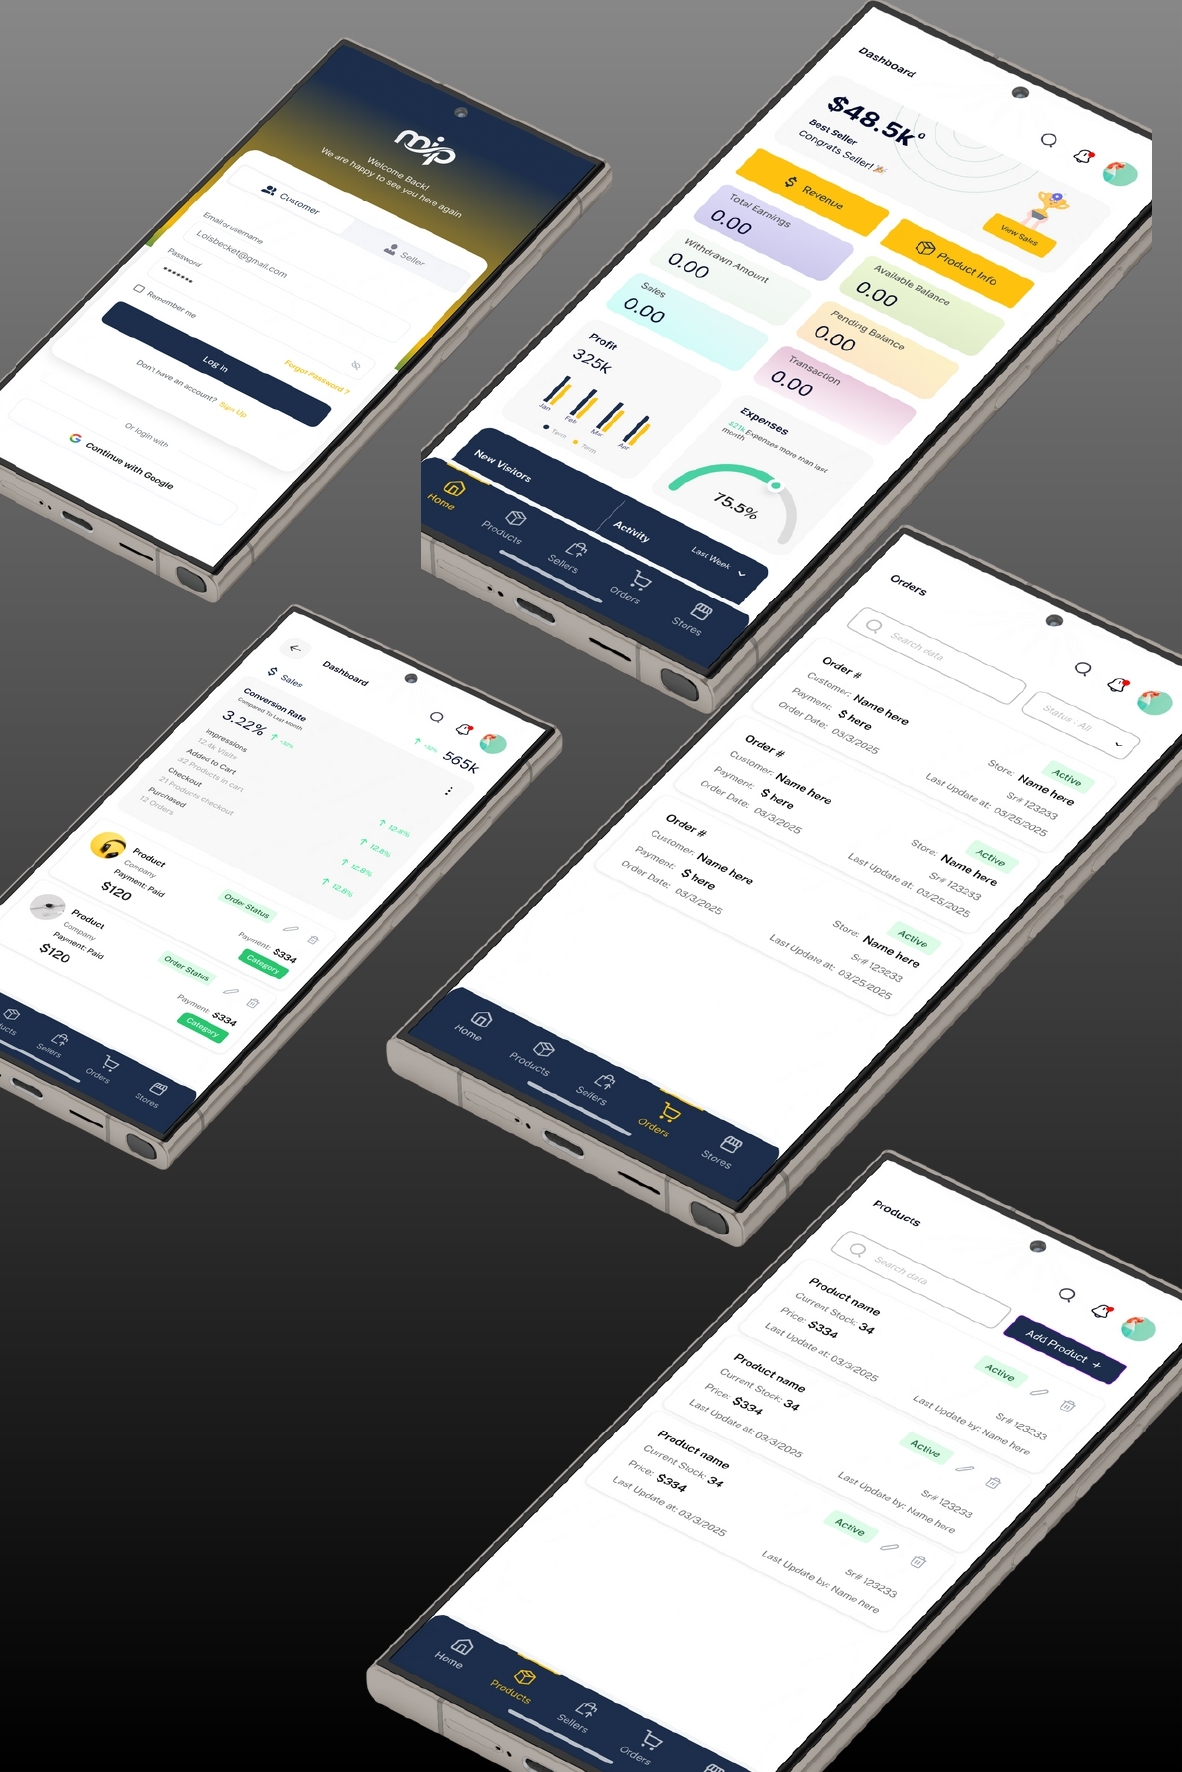 mip
Welcome Back!
We are happy to see you here again
Customer
Seller
Email or username
Loisbecket@gmail.com
Password
Remember me
Forgot Password ?
Log In
Don't have an account? Sign Up
Or login with
Continue with Google
Dashboard
$48.5k
Best Seller
Congrats Seller!
View Sales
Revenue
Product Info
Total Earnings
0.00
Available Balance
0.00
Withdrawn Amount
0.00
Pending Balance
0.00
Sales
0.00
Transaction
0.00
Profit
325k
Jan
Feb
Mar
Apr
Term
Term
Expenses
$21k Expenses more than last
month
75.5%
New Visitors
Activity
Last Week
Home
Products
Sellers
Orders
Stores
Dashboard
$ Sales
Conversion Rate
Compared To Last Month
3.22%
565k
Impressions
12.4k Visits
12.8%
Added to Cart
32 Products in cart
12.8%
Checkout
21 Products checkout
12.8%
Purchased
12 Orders
12.8%
Product
Company
Payment: Paid
$120
Order Status
Payment: $334
Category
Product
Company
Payment: Paid
$120
Order Status
Payment: $334
Category
ucts
Sellers
Orders
Stores
Orders
Search data
Status : All
Order #
Customer: Name here
Payment: $ here
Order Date: 03/3/2025
Active
Store: Name here
Sr# 123233
Last Update at: 03/25/2025
Order #
Customer: Name here
Payment: $ here
Order Date: 03/3/2025
Active
Store: Name here
Sr# 123233
Last Update at: 03/25/2025
Order #
Customer: Name here
Payment: $ here
Order Date: 03/3/2025
Active
Store: Name here
Sr# 123233
Last Update at: 03/25/2025
Home
Products
Sellers
Orders
Stores
Products
Search data
Add Product +
Product name
Current Stock: 34
Price: $334
Last Update at: 03/3/2025
Active
Sr# 123233
Last Update by: Name here
Product name
Current Stock: 34
Price: $334
Last Update at: 03/3/2025
Active
Sr# 123233
Last Update by: Name here
Product name
Current Stock: 34
Price: $334
Last Update at: 03/3/2025
Active
Sr# 123233
Last Update by: Name here
Home
Products
Sellers
Orders